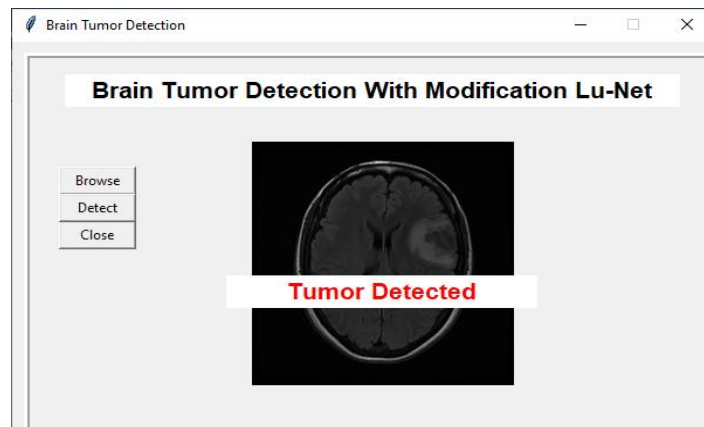 Brain Tumor Detection
Brain Tumor Detection With Modification Lu-Net
Browse
Detect
Close
Tumor Detected